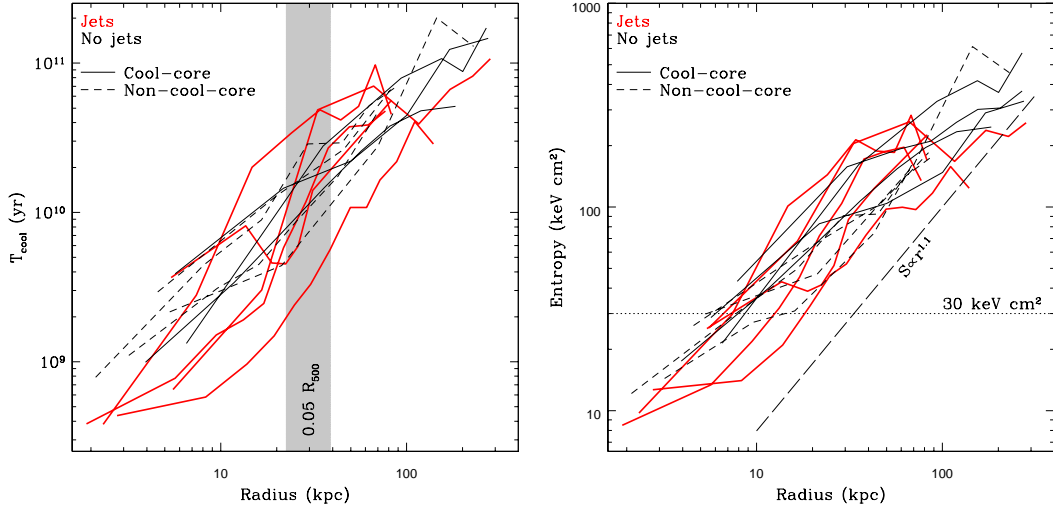 Jets
No jets
Cool-core
Non-cool-core
10¹¹
10¹⁰
10⁹
T_cool (yr)
0.05 R_500
10
100
Radius (kpc)
Jets
No jets
Cool-core
Non-cool-core
1000
100
10
Entropy (keV cm²)
S∝r^1.1
30 keV cm²
10
100
Radius (kpc)